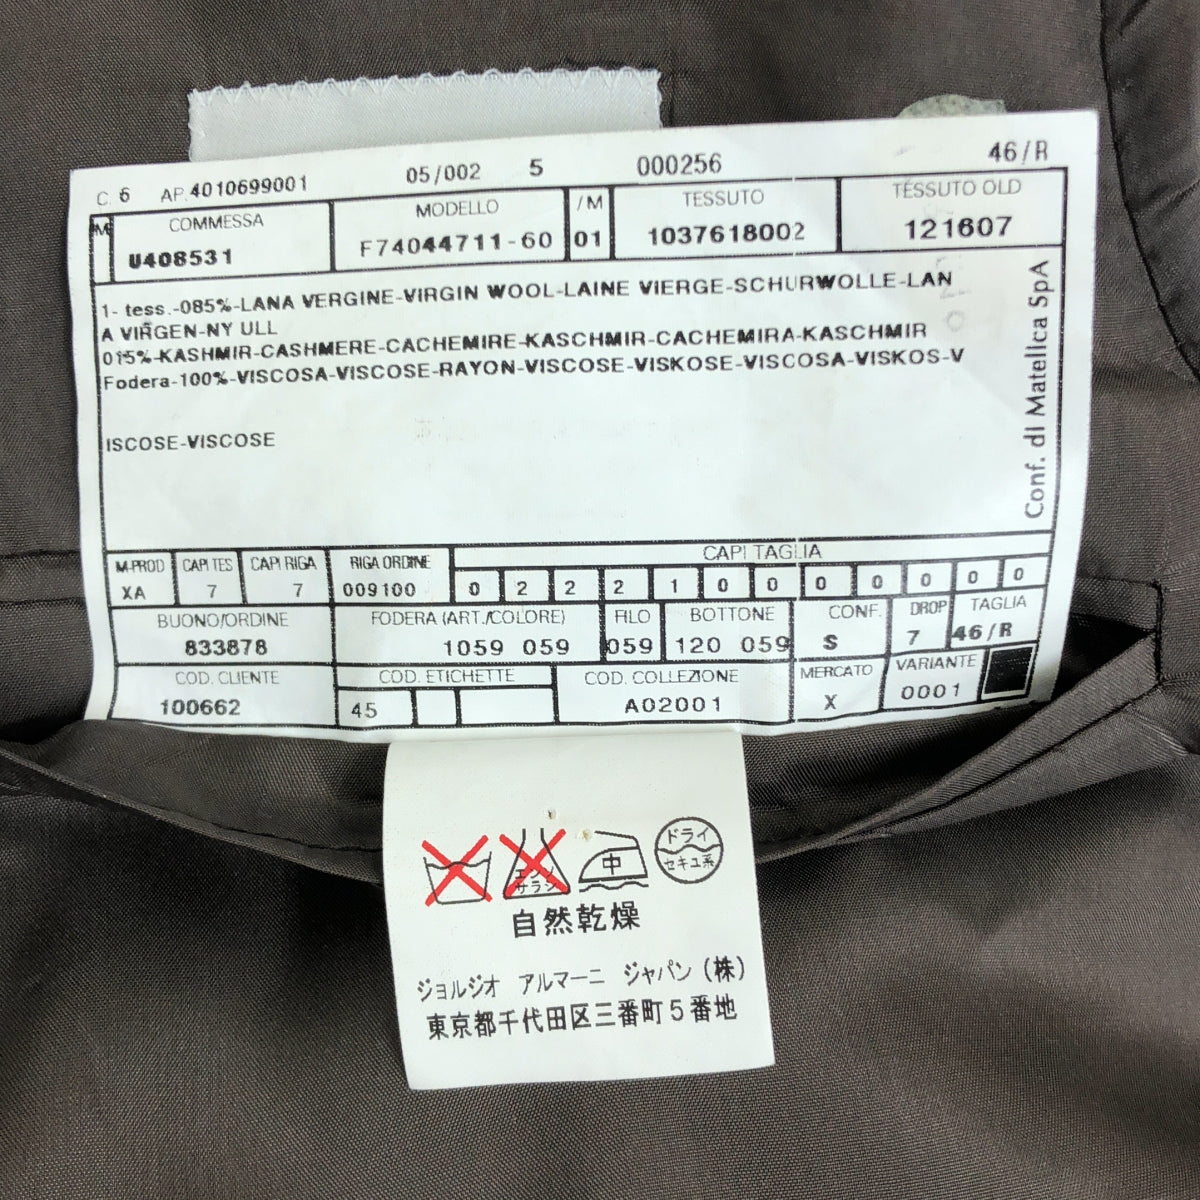 C. 6 AP. 4010699001 05/002 5 000256 46/R
M COMMESSA MODELLO /M TESSUTO TESSUTO OLD
U408531 F74044711-60 01 1037618002 121607
1- tess.-085%-LANA VERGINE-VIRGIN WOOL-LAINE VIERGE-SCHURWOLLE-LAN
A VIRGEN-NY ULL
015%-KASHMIR-CASHMERE-CACHEMIRE-KASCHMIR-CACHEMIRA-KASCHMIR
Fodera-100%-VISCOSA-VISCOSE-RAYON-VISCOSE-VISKOSE-VISCOSA-VISKOS-V
ISCOSE-VISCOSE
Conf. di Matelica SpA
M-PROD CAPI TES CAPI RIGA RIGA ORDINE CAPI TAGLIA
XA 7 7 009100 0 2 2 2 1 0 0 0 0 0 0 0
BUONO/ORDINE FODERA (ART./COLORE) FILO BOTTONE CONF. DROP TAGLIA
833878 1059 059 059 120 059 S 7 46/R
COD. CLIENTE COD. ETICHETTE COD. COLLEZIONE MERCATO VARIANTE
100662 45 A02001 X 0001
エンソ サラシ 中 ドライ セキユ系
自然乾燥
ジョルジオ アルマーニ ジャパン(株)
東京都千代田区三番町5番地